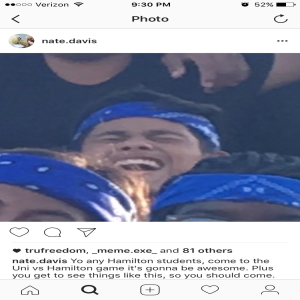 ●●○○○ Verizon 9:30 PM 52%
Photo
nate.davis
trufreedom, _meme.exe_ and 81 others
nate.davis Yo any Hamilton students, come to the
Uni vs Hamilton game it's gonna be awesome. Plus
you get to see things like this, so you should come.